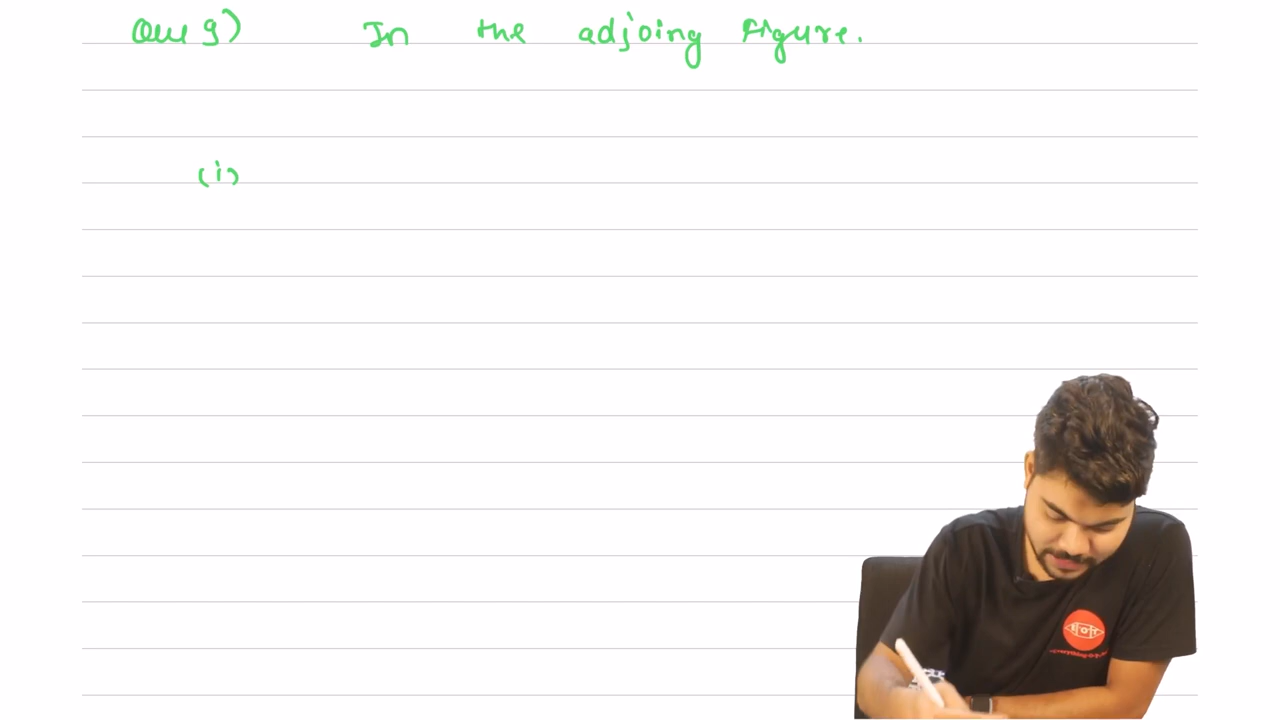 Que 9) In the adjoing figure.
(i)